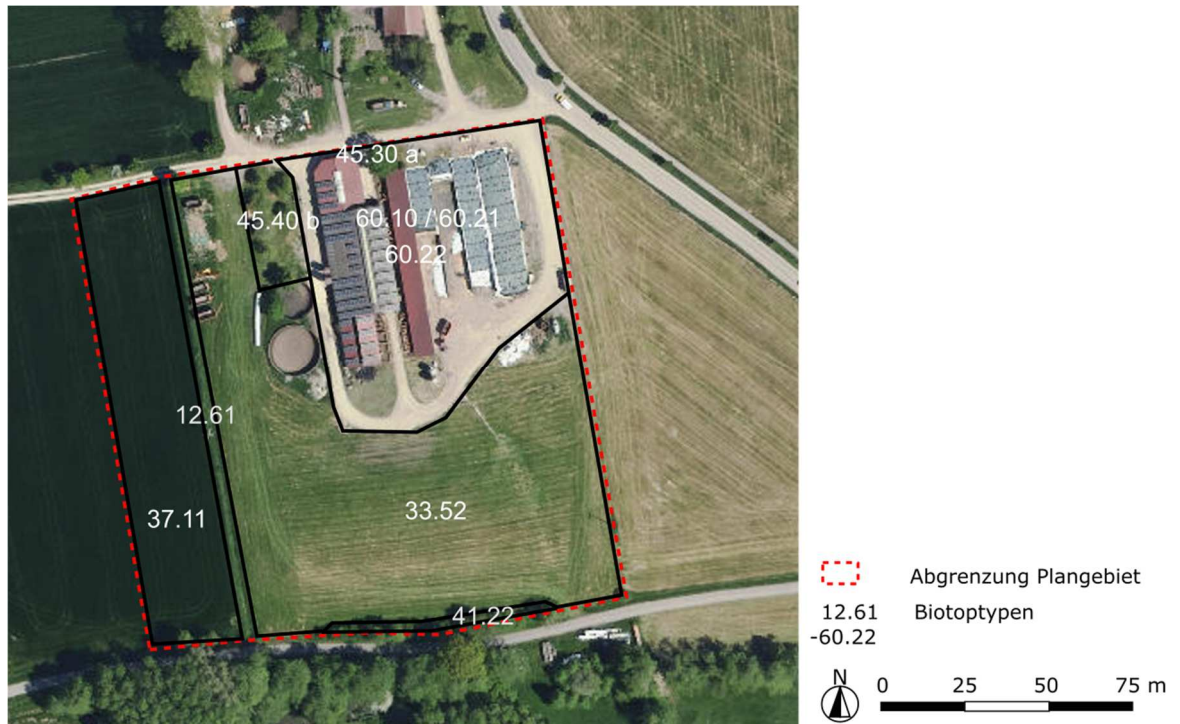 45.30 a
45.40 b
60.10 / 60.21
60.22
12.61
37.11
33.52
41.22
Abgrenzung Plangebiet
12.61 Biotoptypen
-60.22
N
0 25 50 75 m